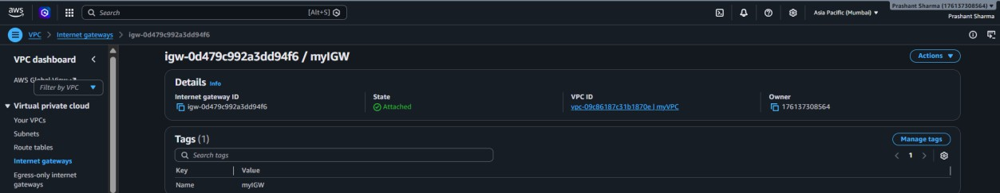 aws
Search [Alt+S]
Asia Pacific (Mumbai)
Prashant Sharma (176137308564)
Prashant Sharma
VPC > Internet gateways > igw-0d479c992a3dd94f6
VPC dashboard
AWS Global View
Filter by VPC
Virtual private cloud
Your VPCs
Subnets
Route tables
Internet gateways
Egress-only internet
gateways
igw-0d479c992a3dd94f6 / myIGW
Actions
Details Info
Internet gateway ID
igw-0d479c992a3dd94f6
State
Attached
VPC ID
vpc-09c86187c31b1870e | myVPC
Owner
176137308564
Tags (1)
Manage tags
Search tags
1
Key Value
Name myIGW